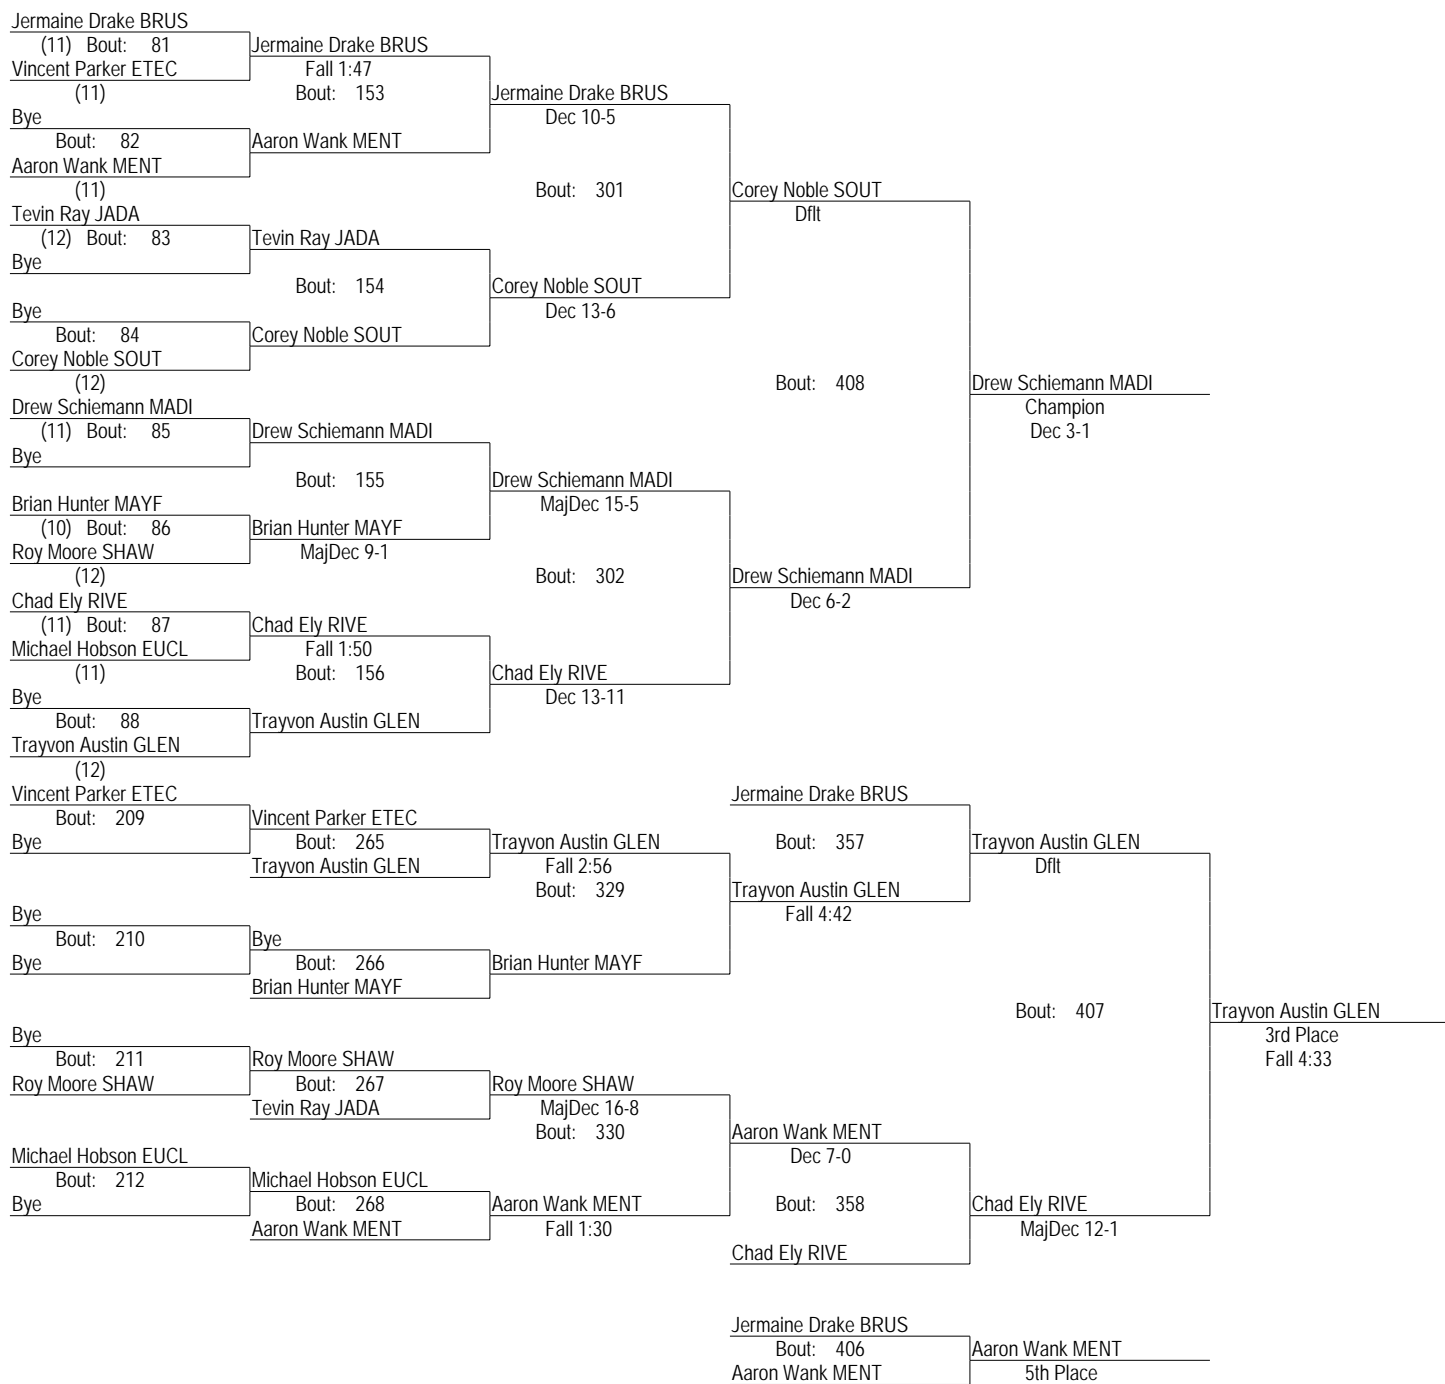 Jermaine Drake BRUS
(11) Bout: 81
Vincent Parker ETEC
(11)
Bye
Bout: 82
Aaron Wank MENT
(11)
Tevin Ray JADA
(12) Bout: 83
Bye
Bye
Bout: 84
Corey Noble SOUT
(12)
Drew Schiemann MADI
(11) Bout: 85
Bye
Brian Hunter MAYF
(10) Bout: 86
Roy Moore SHAW
(12)
Chad Ely RIVE
(11) Bout: 87
Michael Hobson EUCL
(11)
Bye
Bout: 88
Trayvon Austin GLEN
(12)
Jermaine Drake BRUS
Fall 1:47
Bout: 153
Aaron Wank MENT
Tevin Ray JADA
Bout: 154
Corey Noble SOUT
Drew Schiemann MADI
Bout: 155
Brian Hunter MAYF
MajDec 9-1
Chad Ely RIVE
Fall 1:50
Bout: 156
Trayvon Austin GLEN
Jermaine Drake BRUS
Dec 10-5
Bout: 301
Corey Noble SOUT
Dec 13-6
Drew Schiemann MADI
MajDec 15-5
Bout: 302
Chad Ely RIVE
Dec 13-11
Corey Noble SOUT
Dflt
Bout: 408
Drew Schiemann MADI
Dec 6-2
Drew Schiemann MADI
Champion
Dec 3-1
Vincent Parker ETEC
Bout: 209
Bye
Bye
Bout: 210
Bye
Bye
Bout: 211
Roy Moore SHAW
Michael Hobson EUCL
Bout: 212
Bye
Vincent Parker ETEC
Bout: 265
Trayvon Austin GLEN
Bye
Bout: 266
Brian Hunter MAYF
Roy Moore SHAW
Bout: 267
Tevin Ray JADA
Michael Hobson EUCL
Bout: 268
Aaron Wank MENT
Trayvon Austin GLEN
Fall 2:56
Bout: 329
Brian Hunter MAYF
Roy Moore SHAW
MajDec 16-8
Bout: 330
Aaron Wank MENT
Fall 1:30
Jermaine Drake BRUS
Bout: 357
Trayvon Austin GLEN
Fall 4:42
Aaron Wank MENT
Dec 7-0
Bout: 358
Chad Ely RIVE
Trayvon Austin GLEN
Dflt
Bout: 407
Chad Ely RIVE
MajDec 12-1
Trayvon Austin GLEN
3rd Place
Fall 4:33
Jermaine Drake BRUS
Bout: 406
Aaron Wank MENT
Aaron Wank MENT
5th Place